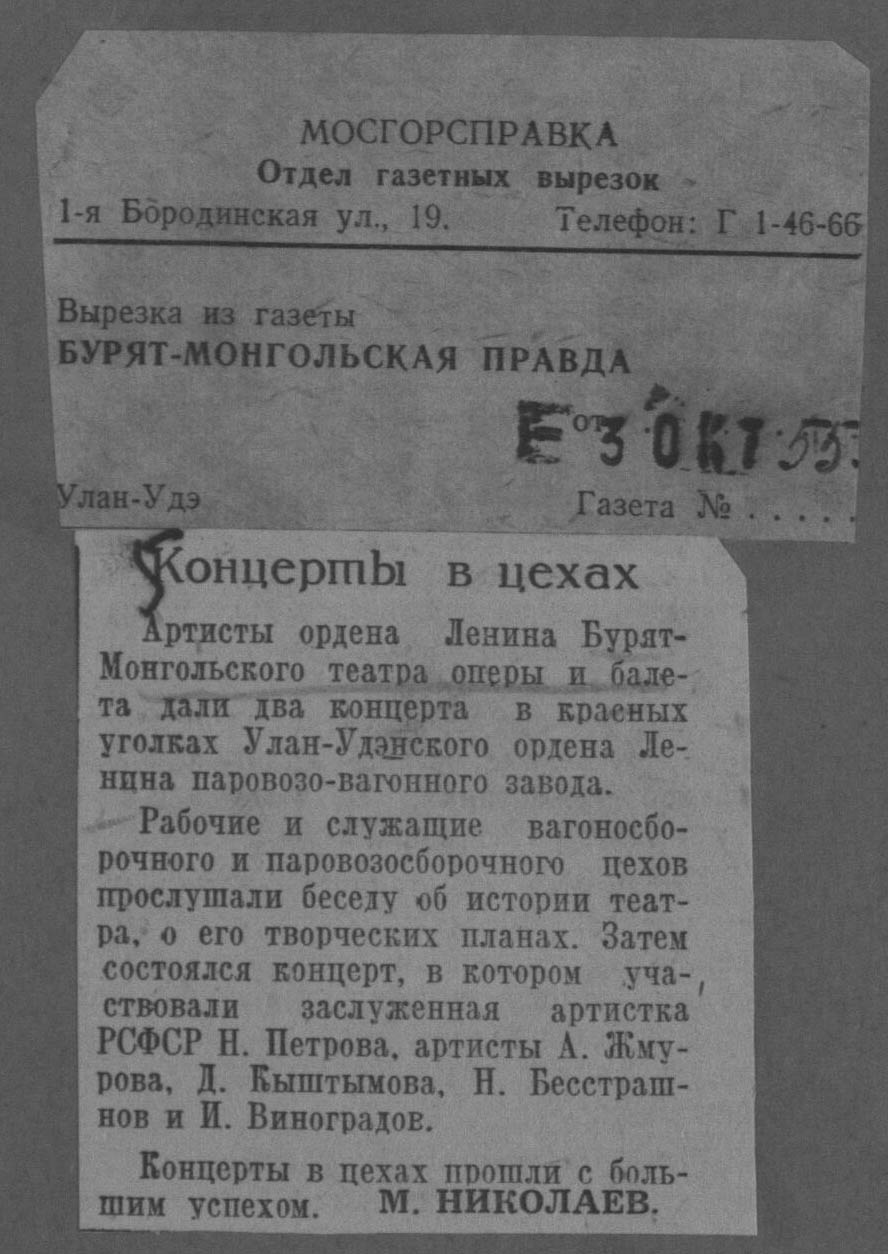 МОСГОРСПРАВКА
Отдел газетных вырезок
1-я Бородинская ул., 19. Телефон: Г 1-46-66
Вырезка из газеты
БУРЯТ-МОНГОЛЬСКАЯ ПРАВДА
от 3 ОКТ 55
Улан-Удэ Газета № . . . . .
Концерты в цехах
Артисты ордена Ленина Бурят-
Монгольского театра оперы и бале-
та дали два концерта в красных
уголках Улан-Удэнского ордена Ле-
нина паровозо-вагонного завода.
Рабочие и служащие вагоносбо-
рочного и паровозосборочного цехов
прослушали беседу об истории теат-
ра, о его творческих планах. Затем
состоялся концерт, в котором уча-
ствовали заслуженная артистка
РСФСР Н. Петрова, артисты А. Жму-
рова, Д. Кыштымова, Н. Бесстраш-
нов и И. Виноградов.
Концерты в цехах прошли с боль-
шим успехом. М. НИКОЛАЕВ.